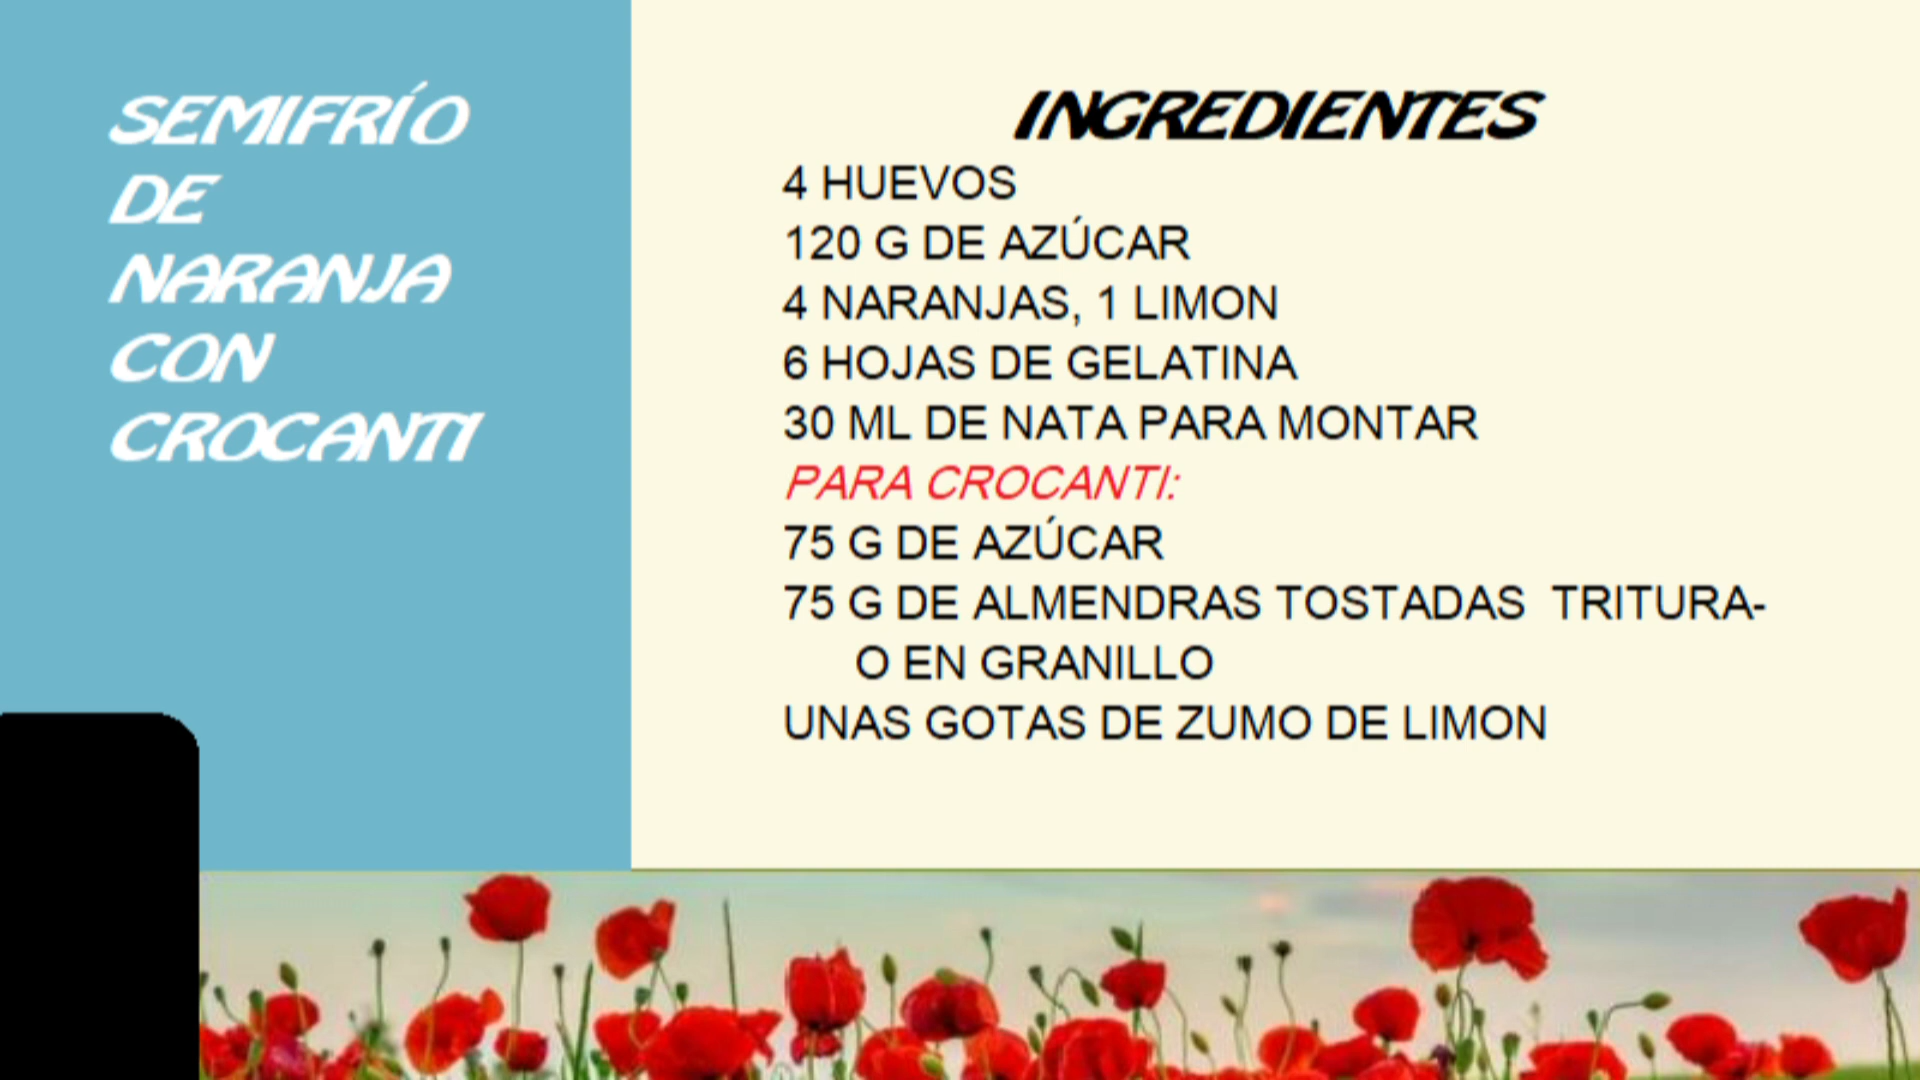 SEMIFRÍO
DE
NARANJA
CON
CROCANTI
INGREDIENTES
4 HUEVOS
120 G DE AZÚCAR
4 NARANJAS, 1 LIMON
6 HOJAS DE GELATINA
30 ML DE NATA PARA MONTAR
PARA CROCANTI:
75 G DE AZÚCAR
75 G DE ALMENDRAS TOSTADAS TRITURA-
O EN GRANILLO
UNAS GOTAS DE ZUMO DE LIMON